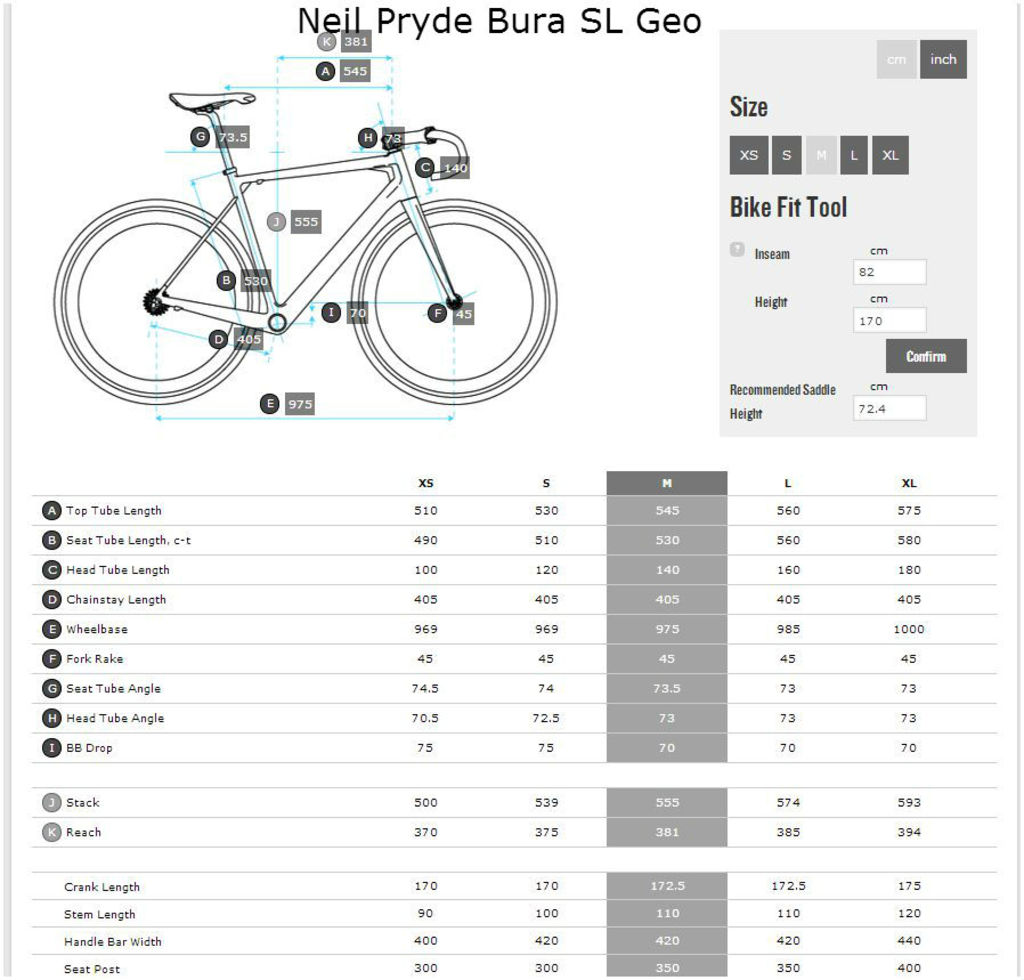 Neil Pryde Bura SL Geo
K 381
A 545
cm inch
Size
G 73.5
H 73
XS S M L XL
C 140
Bike Fit Tool
J 555
? Inseam cm
82
B 530
Height cm
170
I 70
F 45
D 405
Confirm
Recommended Saddle cm
Height 72.4
E 975
XS S M L XL
A Top Tube Length 510 530 545 560 575
B Seat Tube Length, c-t 490 510 530 560 580
C Head Tube Length 100 120 140 160 180
D Chainstay Length 405 405 405 405 405
E Wheelbase 969 969 975 985 1000
F Fork Rake 45 45 45 45 45
G Seat Tube Angle 74.5 74 73.5 73 73
H Head Tube Angle 70.5 72.5 73 73 73
I BB Drop 75 75 70 70 70
J Stack 500 539 555 574 593
K Reach 370 375 381 385 394
Crank Length 170 170 172.5 172.5 175
Stem Length 90 100 110 110 120
Handle Bar Width 400 420 420 420 440
Seat Post 300 300 350 350 400